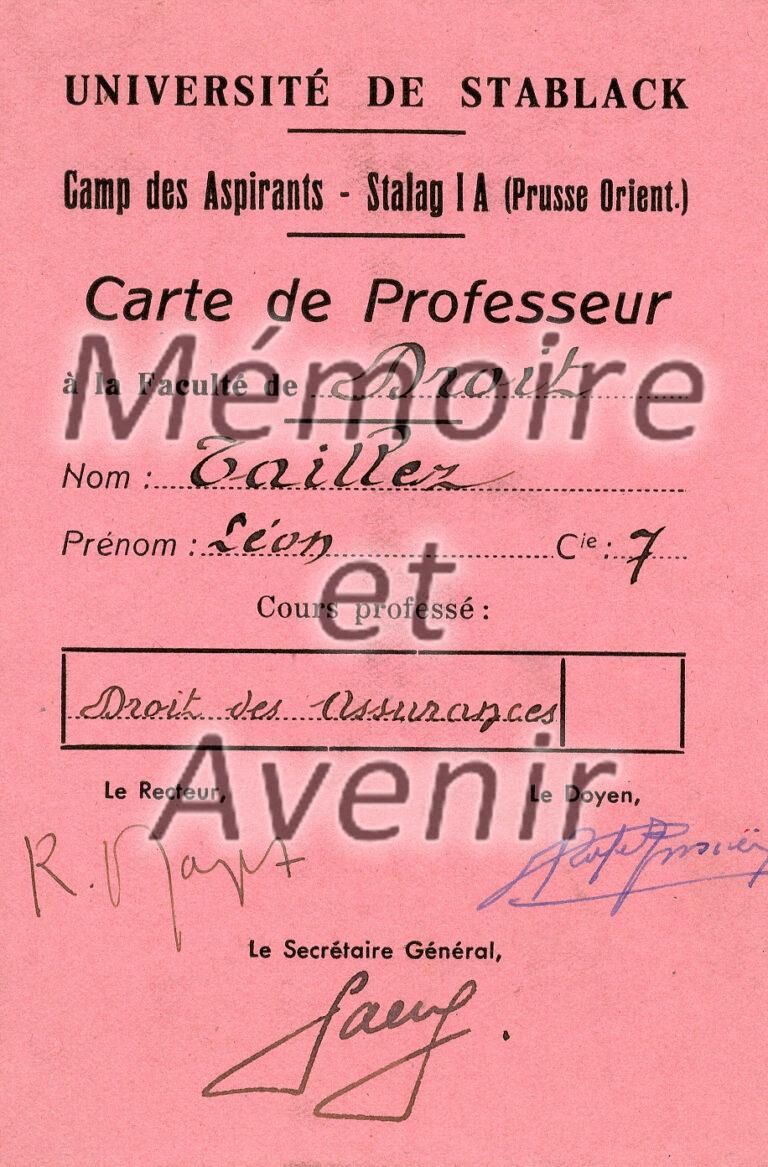 UNIVERSITÉ DE STABLACK
Camp des Aspirants - Stalag I A (Prusse Orient.)
Carte de Professeur
Mémoire
à la Faculté de Droit
Nom : Taillez
Prénom : Léon Cie : 7
et
Cours professé :
Droit des Assurances
Avenir
Le Recteur, Le Doyen,
R.
Le Secrétaire Général,